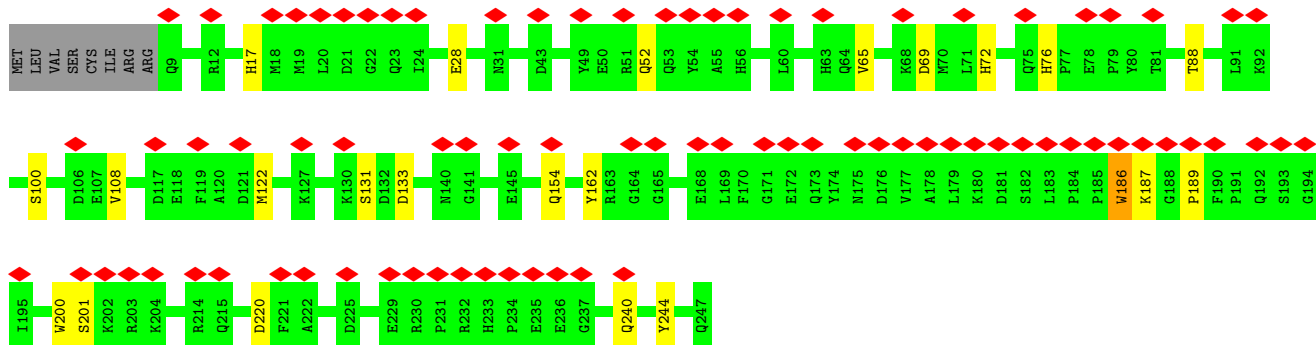 MET LEU VAL SER CYS ILE ARG ARG Q9 R12 H17 M18 M19 L20 D21 G22 Q23 I24 E28 N31 D43 Y49 E50 R51 Q52 Q53 Y54 A55 H56 L60 H63 Q64 V65 K68 D69 M70 L71 H72 Q75 H76 P77 E78 P79 Y80 T81 T88 L91 K92
S100 D106 E107 V108 D117 E118 F119 A120 D121 M122 K127 K130 S131 D132 D133 N140 G141 E145 Q154 Y162 R163 G164 G165 E168 L169 F170 G171 E172 Q173 Y174 N175 D176 V177 A178 L179 K180 D181 S182 L183 P184 P185 W186 K187 G188 P189 F190 P191 Q192 S193 G194
I195 W200 S201 K202 R203 K204 R214 Q215 D220 F221 A222 D225 E229 R230 P231 R232 H233 P234 E235 E236 G237 Q240 Y244 Q247